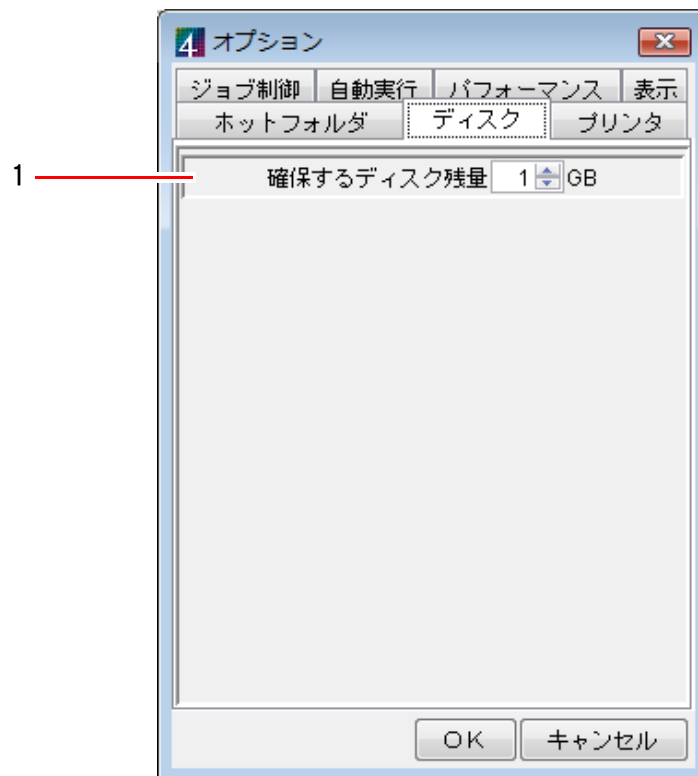 4 オプション
ジョブ制御 自動実行 パフォーマンス 表示
ホットフォルダ ディスク プリンタ
1 確保するディスク残量 1 GB
OK キャンセル